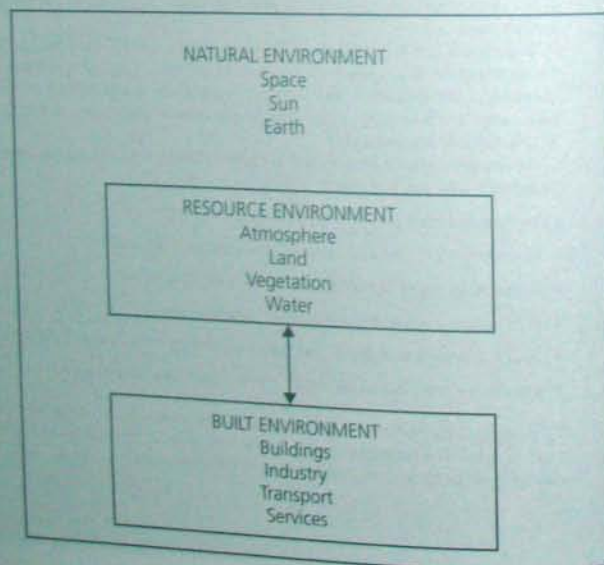 NATURAL ENVIRONMENT
Space
Sun
Earth
RESOURCE ENVIRONMENT
Atmosphere
Land
Vegetation
Water
BUILT ENVIRONMENT
Buildings
Industry
Transport
Services